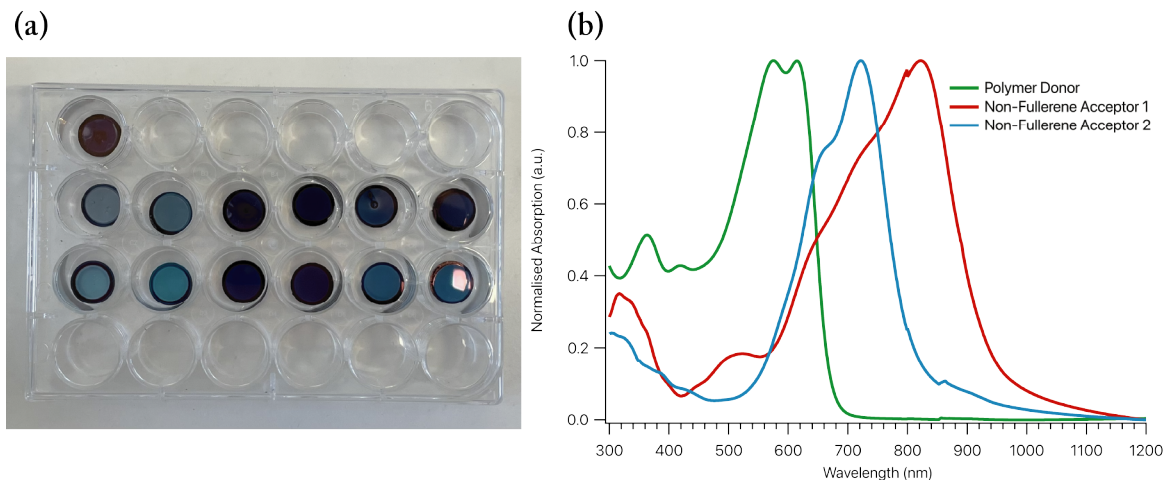 (a)
(b)
Normalised Absorption (a.u.)
1.0
0.8
0.6
0.4
0.2
0.0
Polymer Donor
Non-Fullerene Acceptor 1
Non-Fullerene Acceptor 2
300 400 500 600 700 800 900 1000 1100 1200
Wavelength (nm)